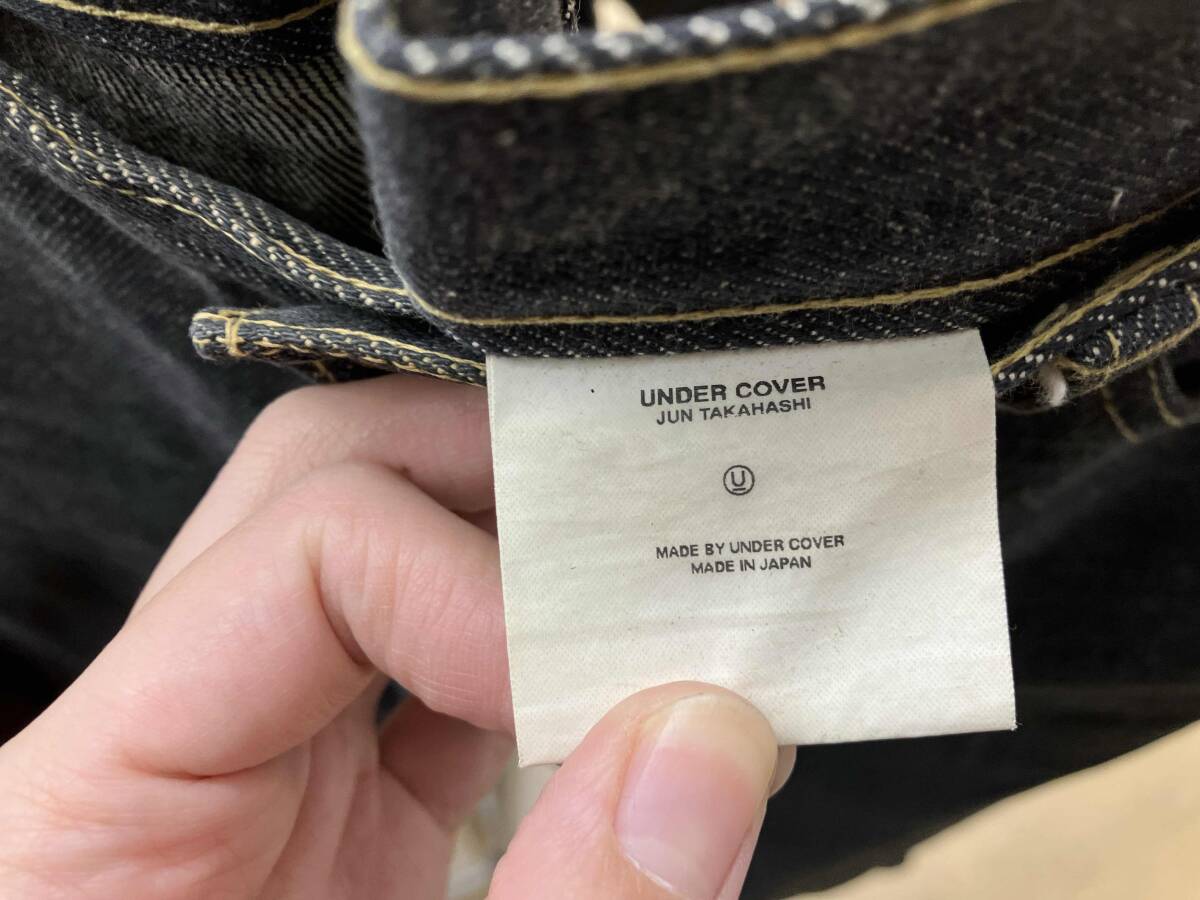 UNDER COVER
JUN TAKAHASHI
U
MADE BY UNDER COVER
MADE IN JAPAN